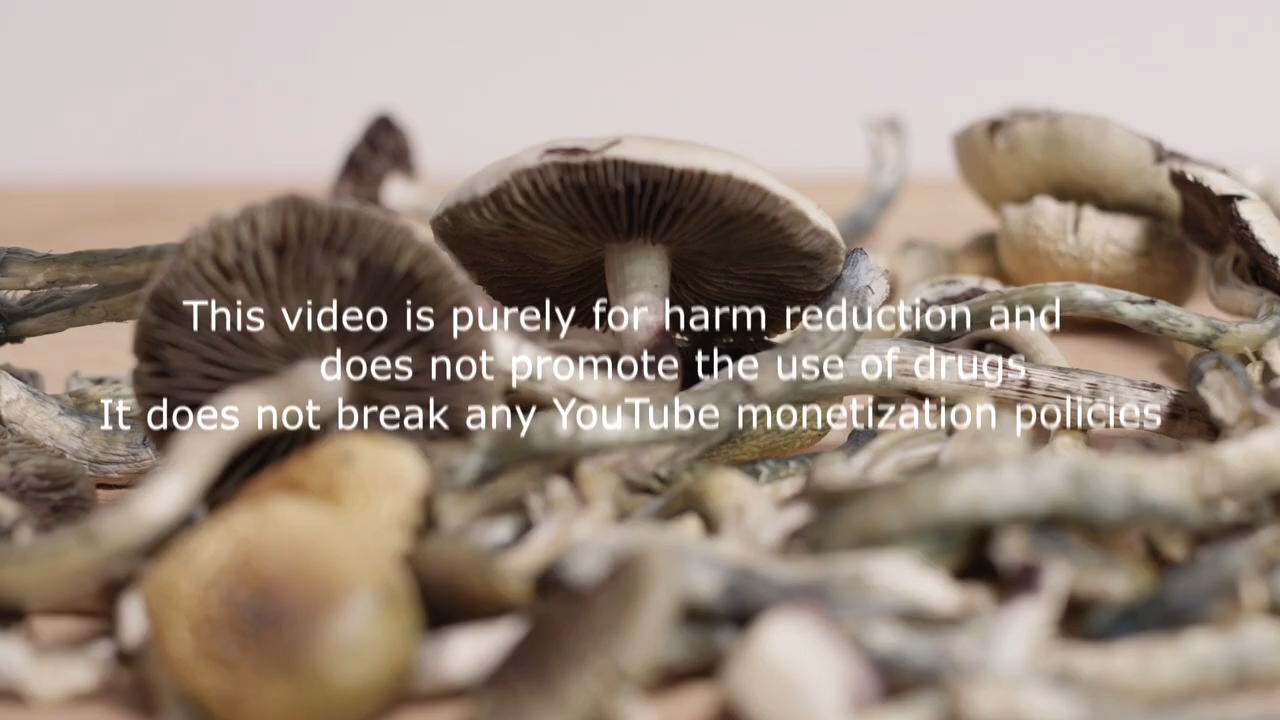 This video is purely for harm reduction and
does not promote the use of drugs
It does not break any YouTube monetization policies